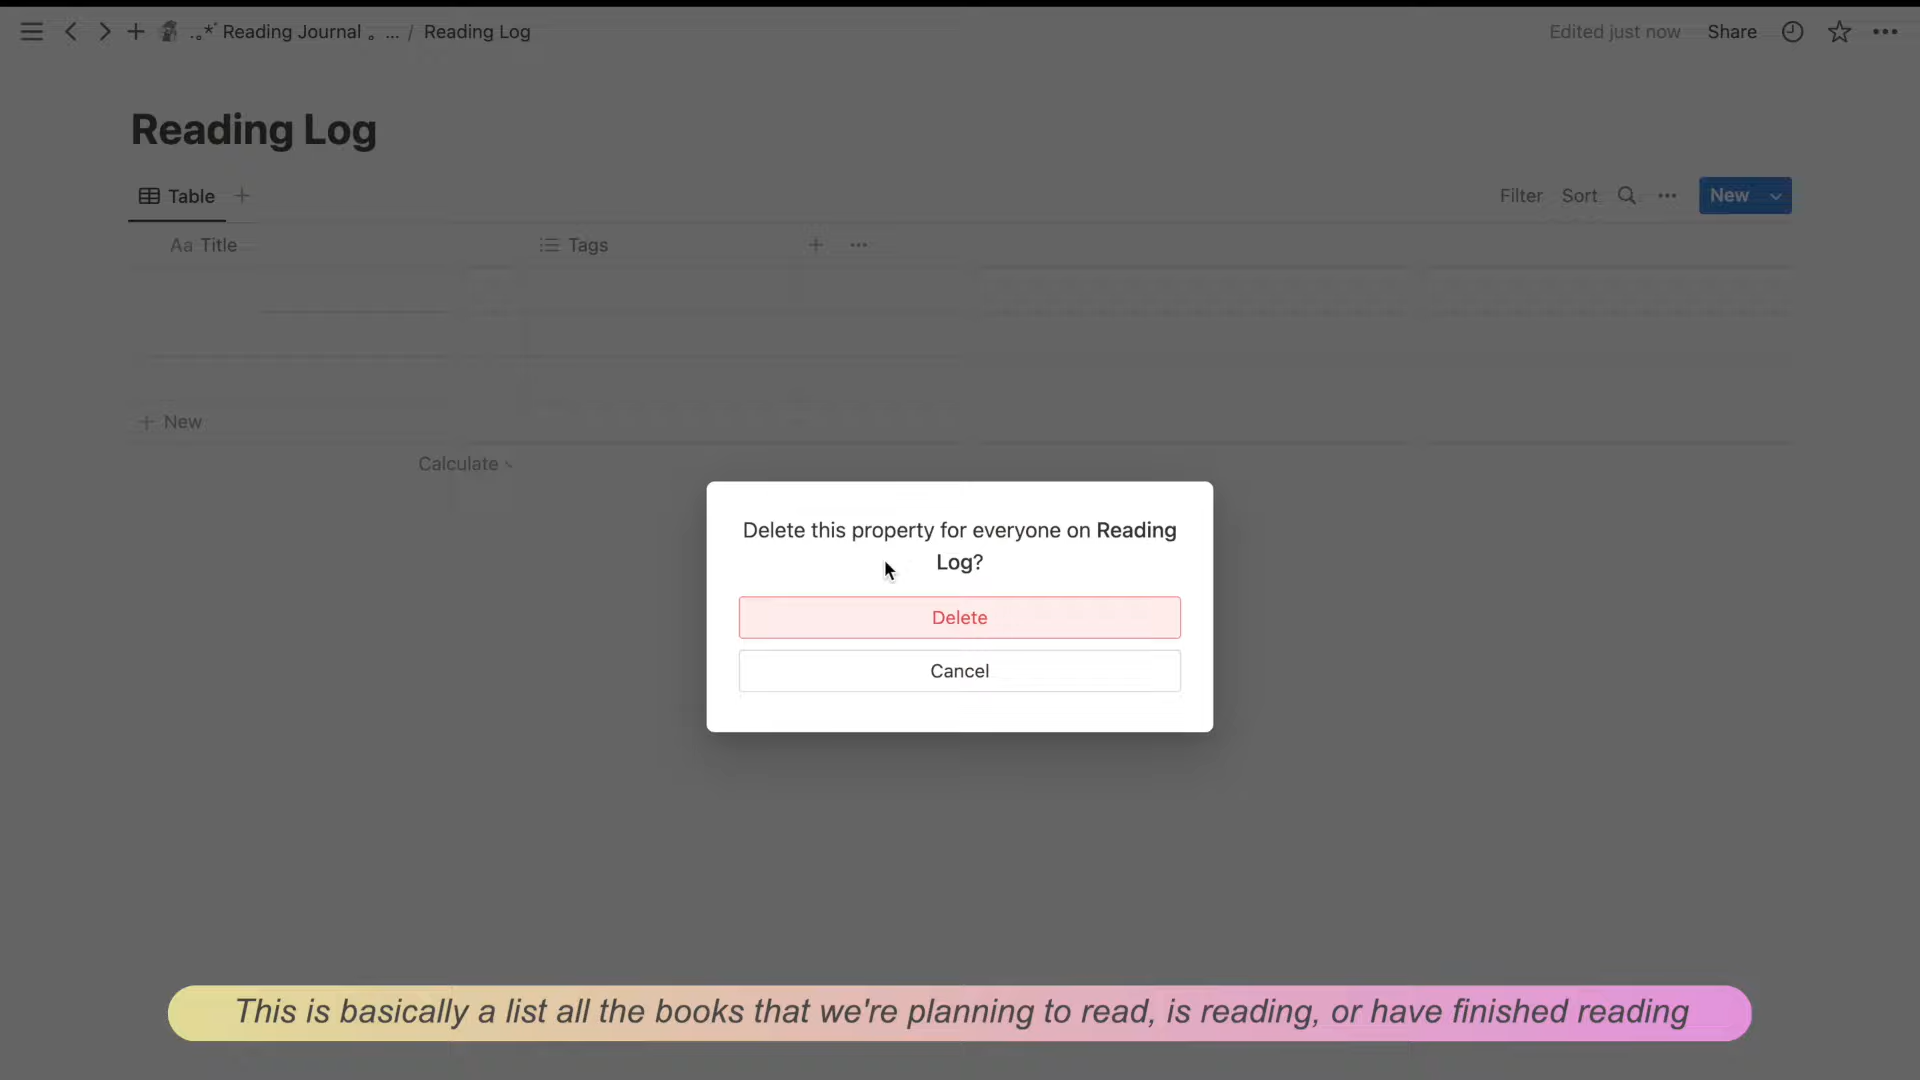 .｡*ﾟ Reading Journal 。... / Reading Log
Edited just now Share
Reading Log
Table
Filter Sort New
Aa Title Tags
+ New
Calculate
Delete this property for everyone on Reading
Log?
Delete
Cancel
This is basically a list all the books that we're planning to read, is reading, or have finished reading